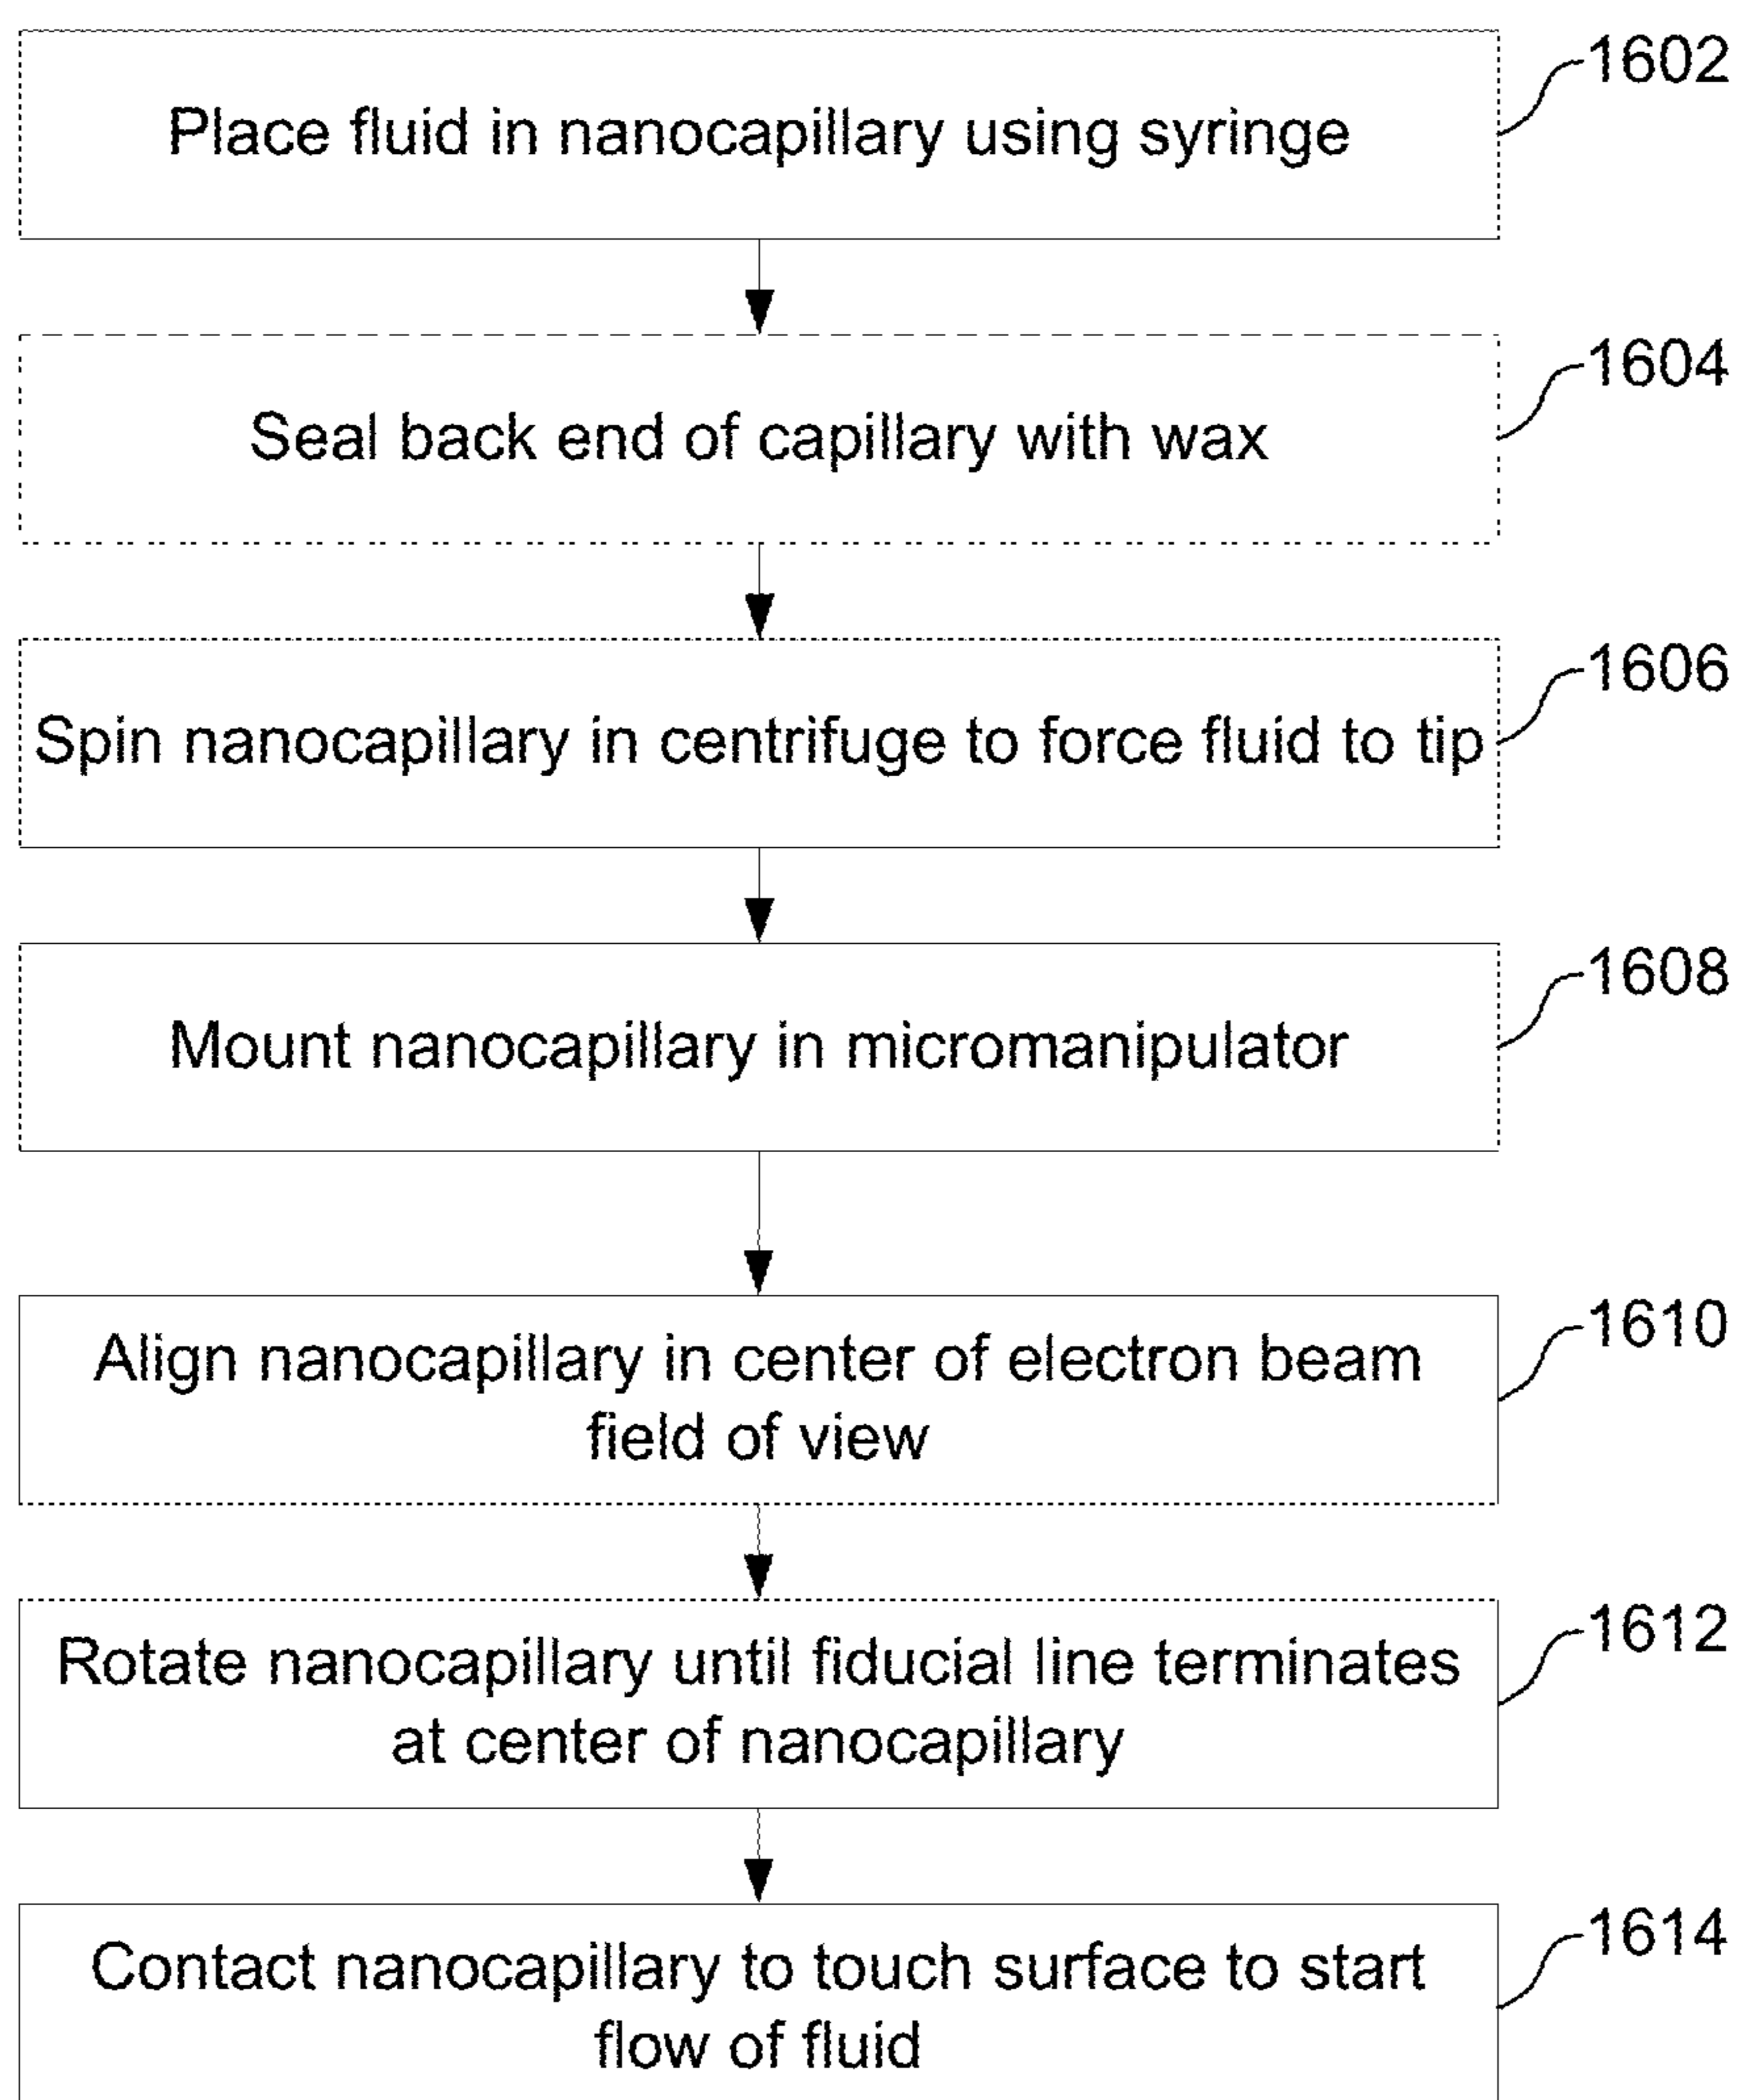 1602
Place fluid in nanocapillary using syringe
1604
Seal back end of capillary with wax
1606
Spin nanocapillary in centrifuge to force fluid to tip
1608
Mount nanocapillary in micromanipulator
1610
Align nanocapillary in center of electron beam
field of view
1612
Rotate nanocapillary until fiducial line terminates
at center of nanocapillary
1614
Contact nanocapillary to touch surface to start
flow of fluid